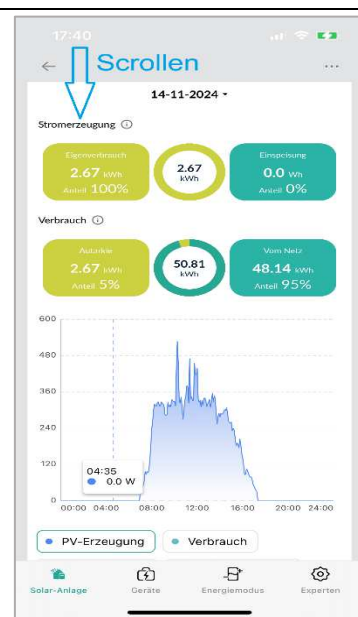 17:40
Scrollen
14-11-2024
Stromerzeugung
Eigenverbrauch
2.67 kWh
Anteil 100%
2.67
kWh
Einspeisung
0.0 Wh
Anteil 0%
Verbrauch
Autarkie
2.67 kWh
Anteil 5%
50.81
kWh
Vom Netz
48.14 kWh
Anteil 95%
600
480
360
240
120
0
04:35
0.0 W
00:00 04:00 08:00 12:00 16:00 20:00 24:00
PV-Erzeugung
Verbrauch
Solar-Anlage Geräte Energiemodus Experten